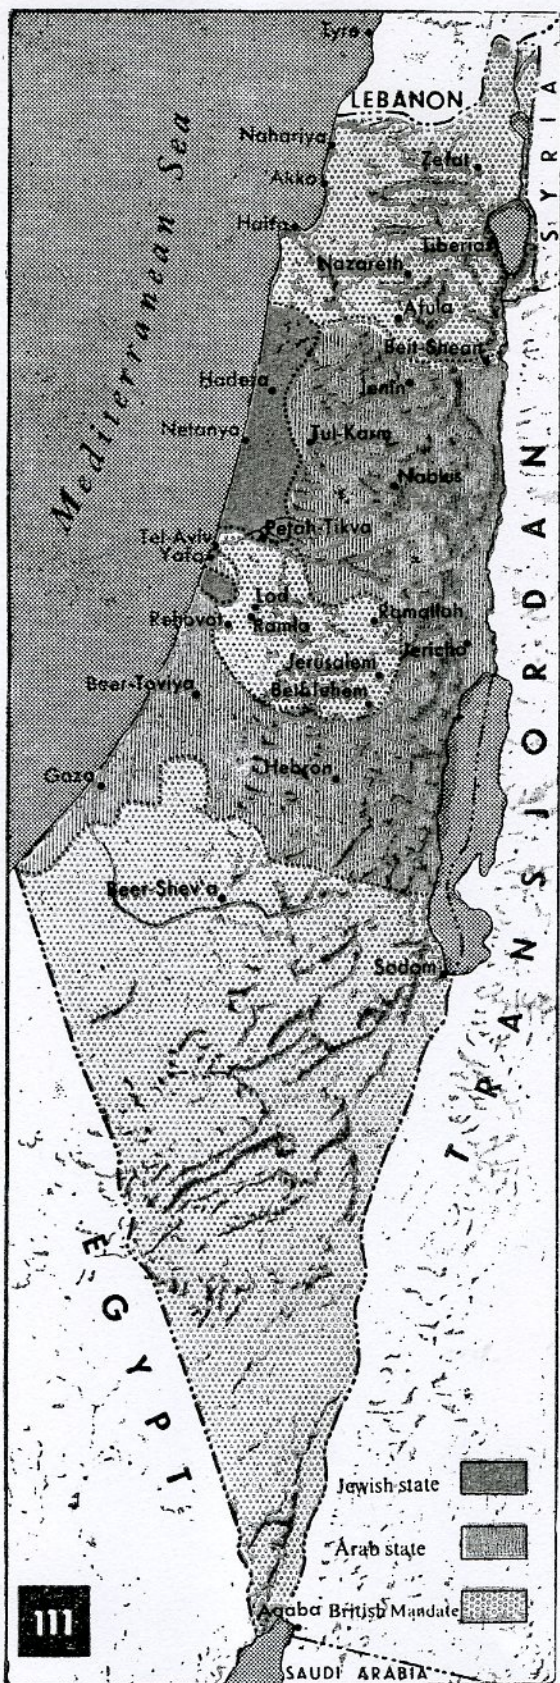 Tyre
LEBANON
SYRIA
Nahariya
Zefat
Akko
Haifa
Tiberias
Nazareth
Afula
Beit-Shean
Mediterranean Sea
Hadera
Jenin
Netanya
Tul-Karm
Nablus
Petah-Tikva
Tel-Aviv
Yafo
Lod
Ramallah
Rehovot
Ramla
Jericho
Jerusalem
Bethlehem
Beer-Toviya
TRANSJORDAN
Gaza
Hebron
Beer-Shev'a
Sodom
EGYPT
Jewish state
Arab state
Aqaba British Mandate
111
SAUDI ARABIA